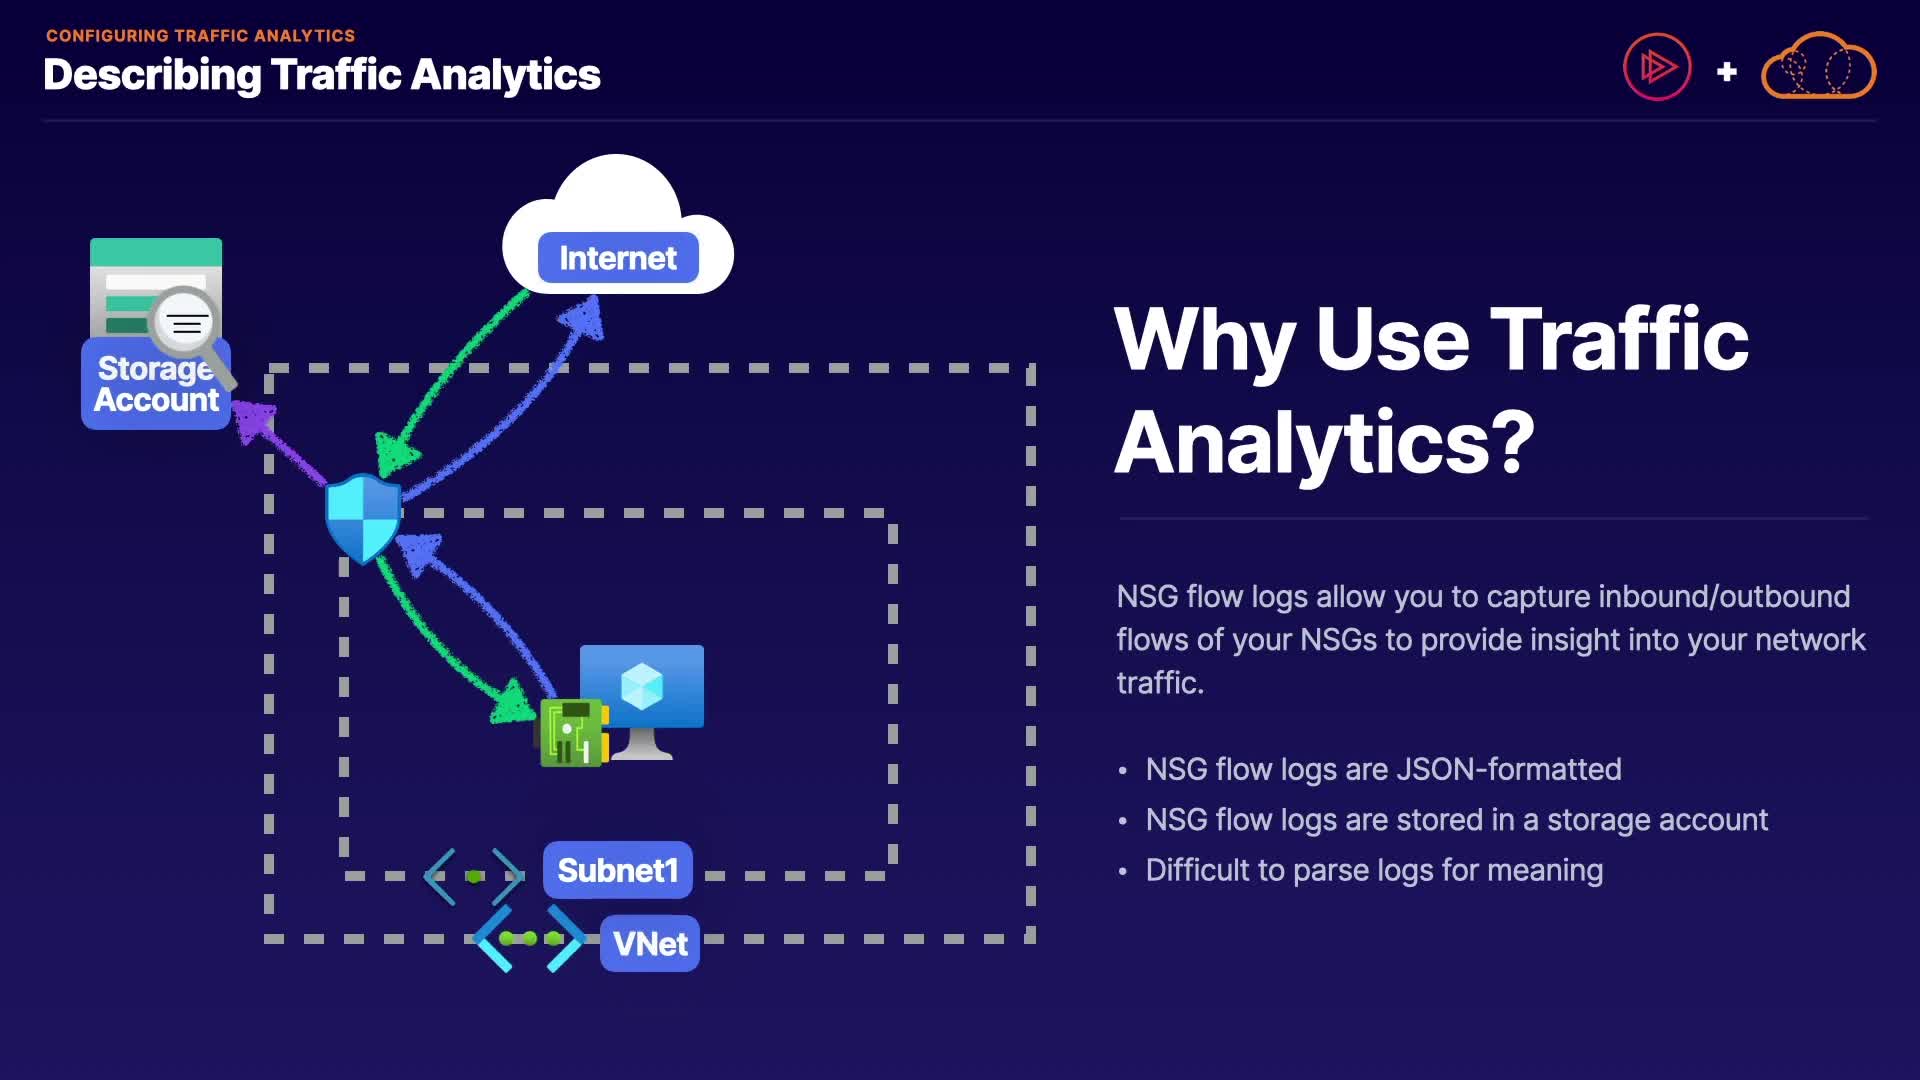 CONFIGURING TRAFFIC ANALYTICS
Describing Traffic Analytics
+
Internet
Storage
Account
Subnet1
VNet
Why Use Traffic
Analytics?
NSG flow logs allow you to capture inbound/outbound
flows of your NSGs to provide insight into your network
traffic.
• NSG flow logs are JSON-formatted
• NSG flow logs are stored in a storage account
• Difficult to parse logs for meaning